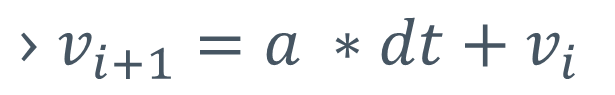 › v_{i+1} = a * dt + v_i